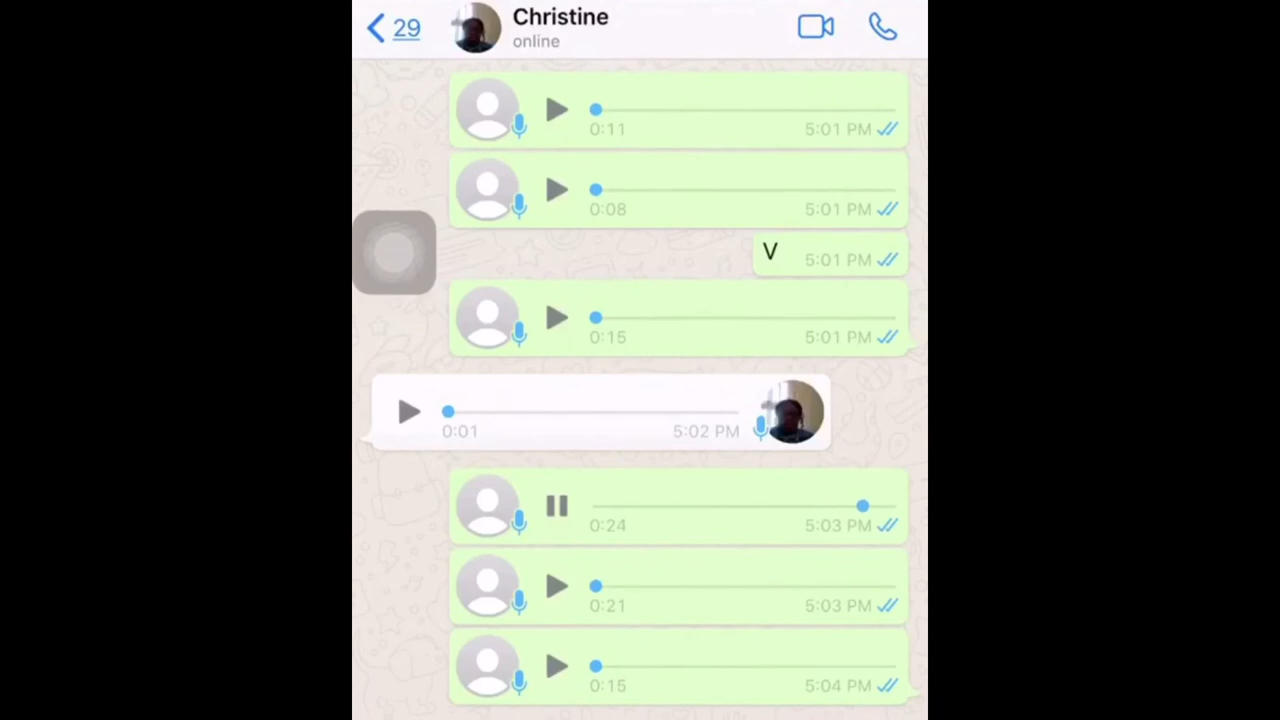 29
Christine
online
0:11 5:01 PM
0:08 5:01 PM
V 5:01 PM
0:15 5:01 PM
0:01 5:02 PM
0:24 5:03 PM
0:21 5:03 PM
0:15 5:04 PM